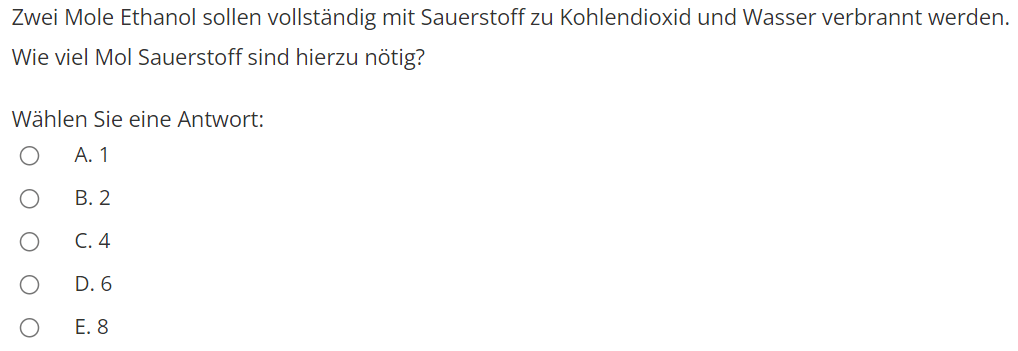 Zwei Mole Ethanol sollen vollständig mit Sauerstoff zu Kohlendioxid und Wasser verbrannt werden.
Wie viel Mol Sauerstoff sind hierzu nötig?
Wählen Sie eine Antwort:
A. 1
B. 2
C. 4
D. 6
E. 8